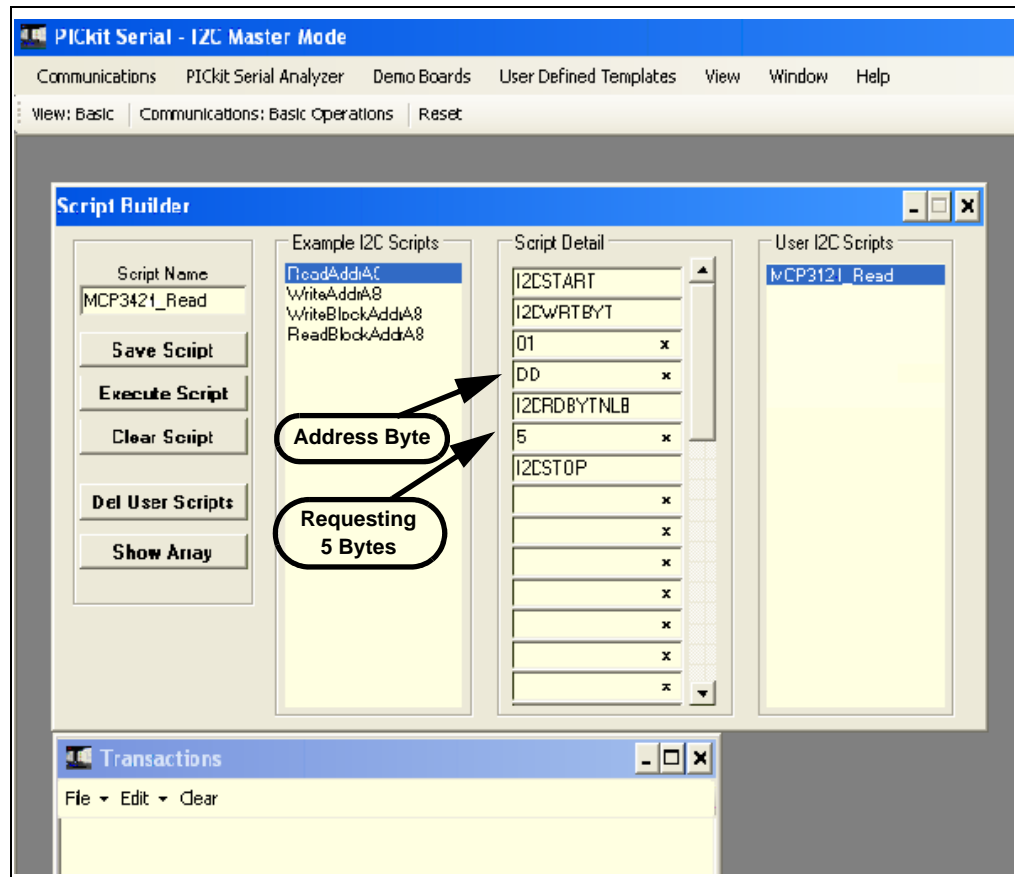 PICkit Serial - I2C Master Mode
Communications PICkit Serial Analyzer Demo Boards User Defined Templates View Window Help
View: Basic Communications: Basic Operations Reset
Script Builder
Script Name
MCP3421_Read
Save Script
Execute Script
Clear Script
Del User Scripts
Show Array
Example I2C Scripts
ReadAddrA8
WriteAddrA8
WriteBlockAddrA8
ReadBlockAddrA8
Script Detail
I2CSTART
I2CWRTBYT
01 x
DD x
I2CRDBYTNLB
5 x
I2CSTOP
x
x
x
x
x
x
x
User I2C Scripts
MCP3421_Read
Address Byte
Requesting
5 Bytes
Transactions
File Edit Clear